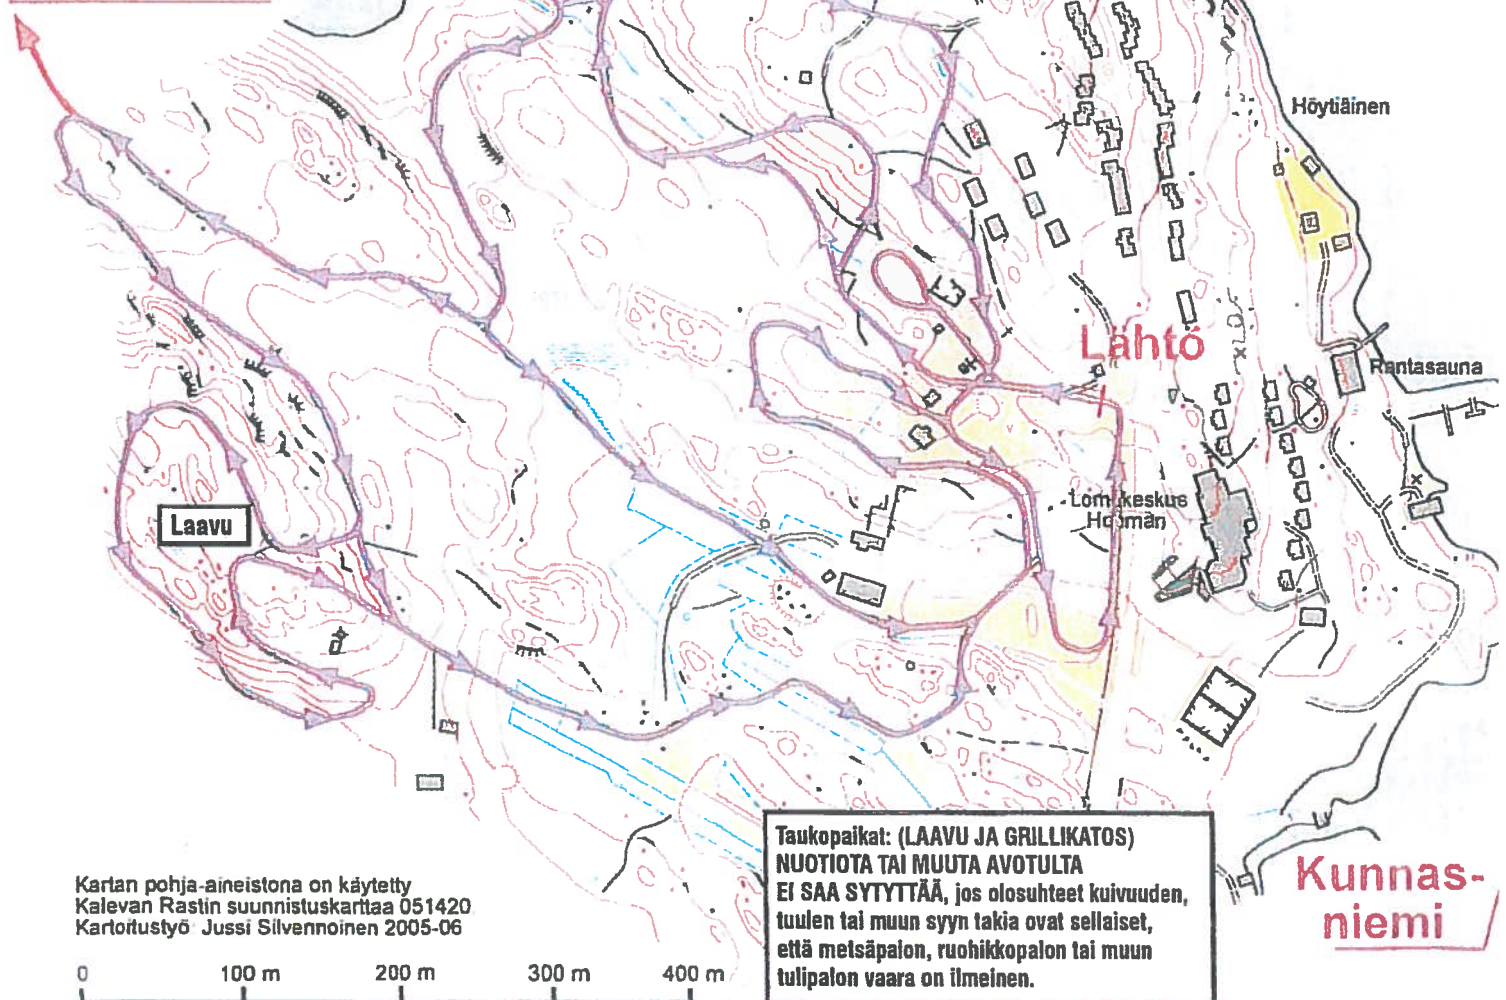 Höytiäinen
Lähtö
Rantasauna
Laavu
Taukopaikat: (LAAVU JA GRILLIKATOS)
NUOTIOTA TAI MUUTA AVOTULTA
EI SAA SYTYTTÄÄ, jos olosuhteet kuivuuden,
tuulen tai muun syyn takia ovat sellaiset,
että metsäpalon, ruohikkopalon tai muun
tulipalon vaara on ilmeinen.
Kunnas-
niemi
Kartan pohja-aineistona on käytetty
Kalevan Rastin suunnistuskarttaa 051420
Kartoitustyö Jussi Silvennoinen 2005-06
0 100 m 200 m 300 m 400 m